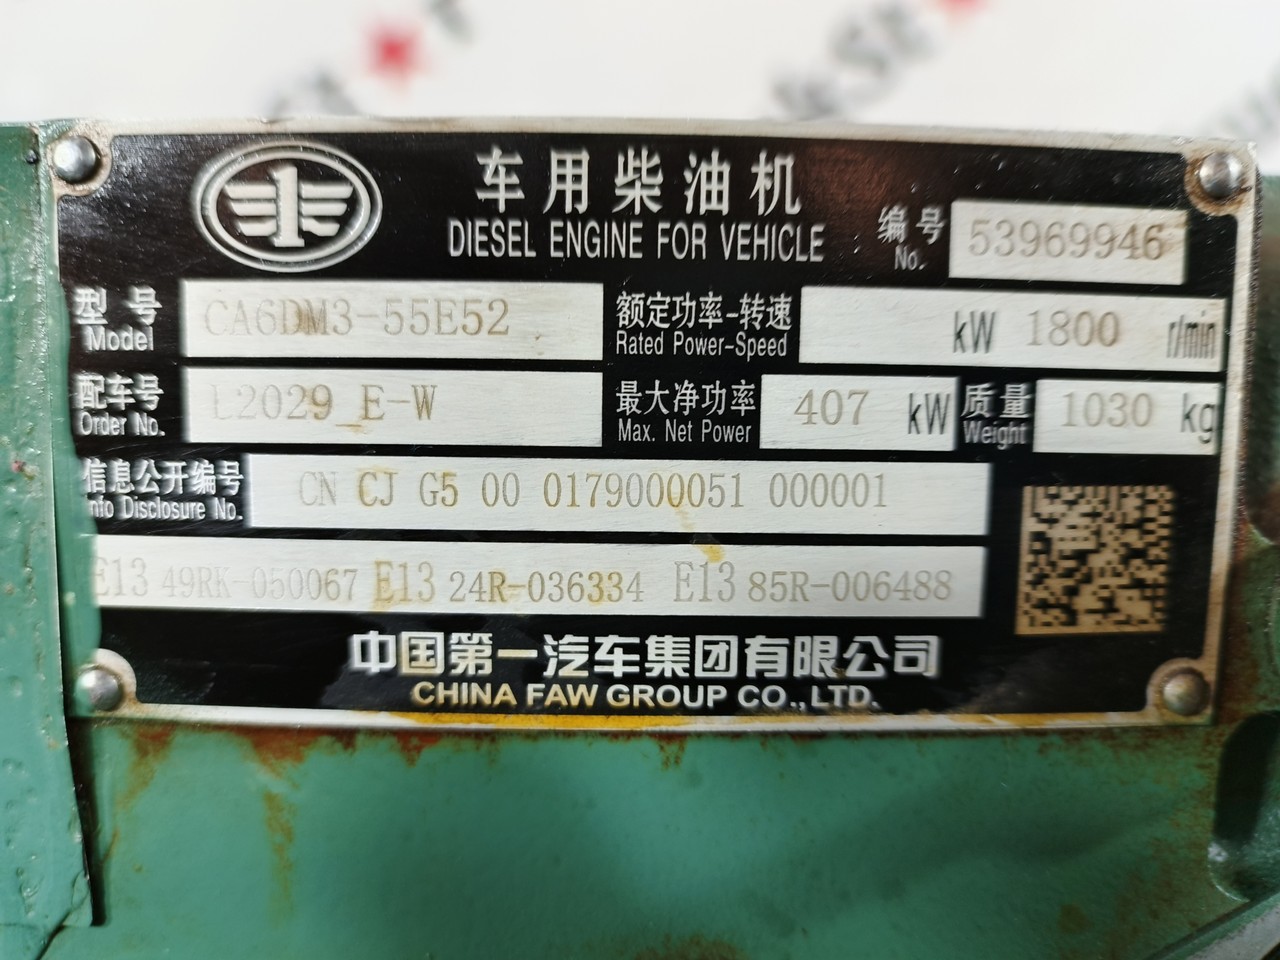 车用柴油机
DIESEL ENGINE FOR VEHICLE
编号 53969946
No.
型号 CA6DM3-55E52 额定功率-转速 kW 1800 r/min
Model Rated Power-Speed
配车号 L2029_E-W 最大净功率 407 kW 质量 1030 kg
Order No. Max. Net Power Weight
信息公开编号 CN CJ G5 00 0179000051 000001
Info Disclosure No.
E13 49RK-050067 E13 24R-036334 E13 85R-006488
中国第一汽车集团有限公司
CHINA FAW GROUP CO.,LTD.